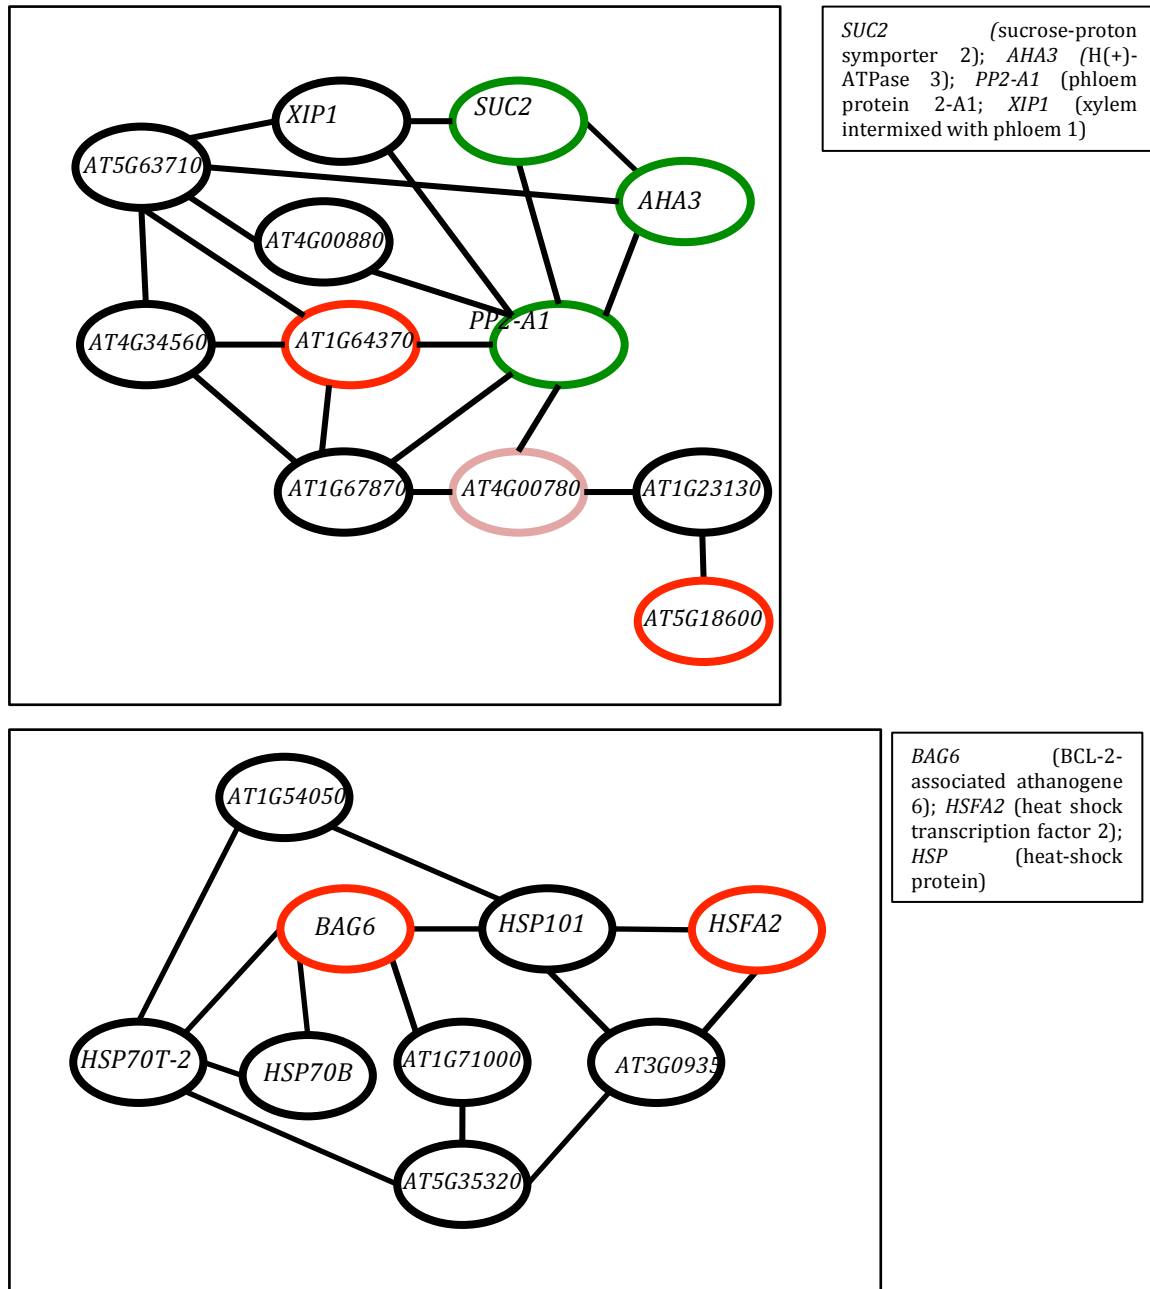 SUC2 (sucrose-proton
symporter 2); AHA3 (H(+)-
ATPase 3); PP2-A1 (phloem
protein 2-A1; XIP1 (xylem
intermixed with phloem 1)
XIP1
SUC2
AT5G63710
AHA3
AT4G00880
PP2-A1
AT4G34560
AT1G64370
AT1G67870
AT4G00780
AT1G23130
AT5G18600
BAG6 (BCL-2-
associated athanogene
6); HSFA2 (heat shock
transcription factor 2);
HSP (heat-shock
protein)
AT1G54050
BAG6
HSP101
HSFA2
HSP70T-2
HSP70B
AT1G71000
AT3G0935
AT5G35320